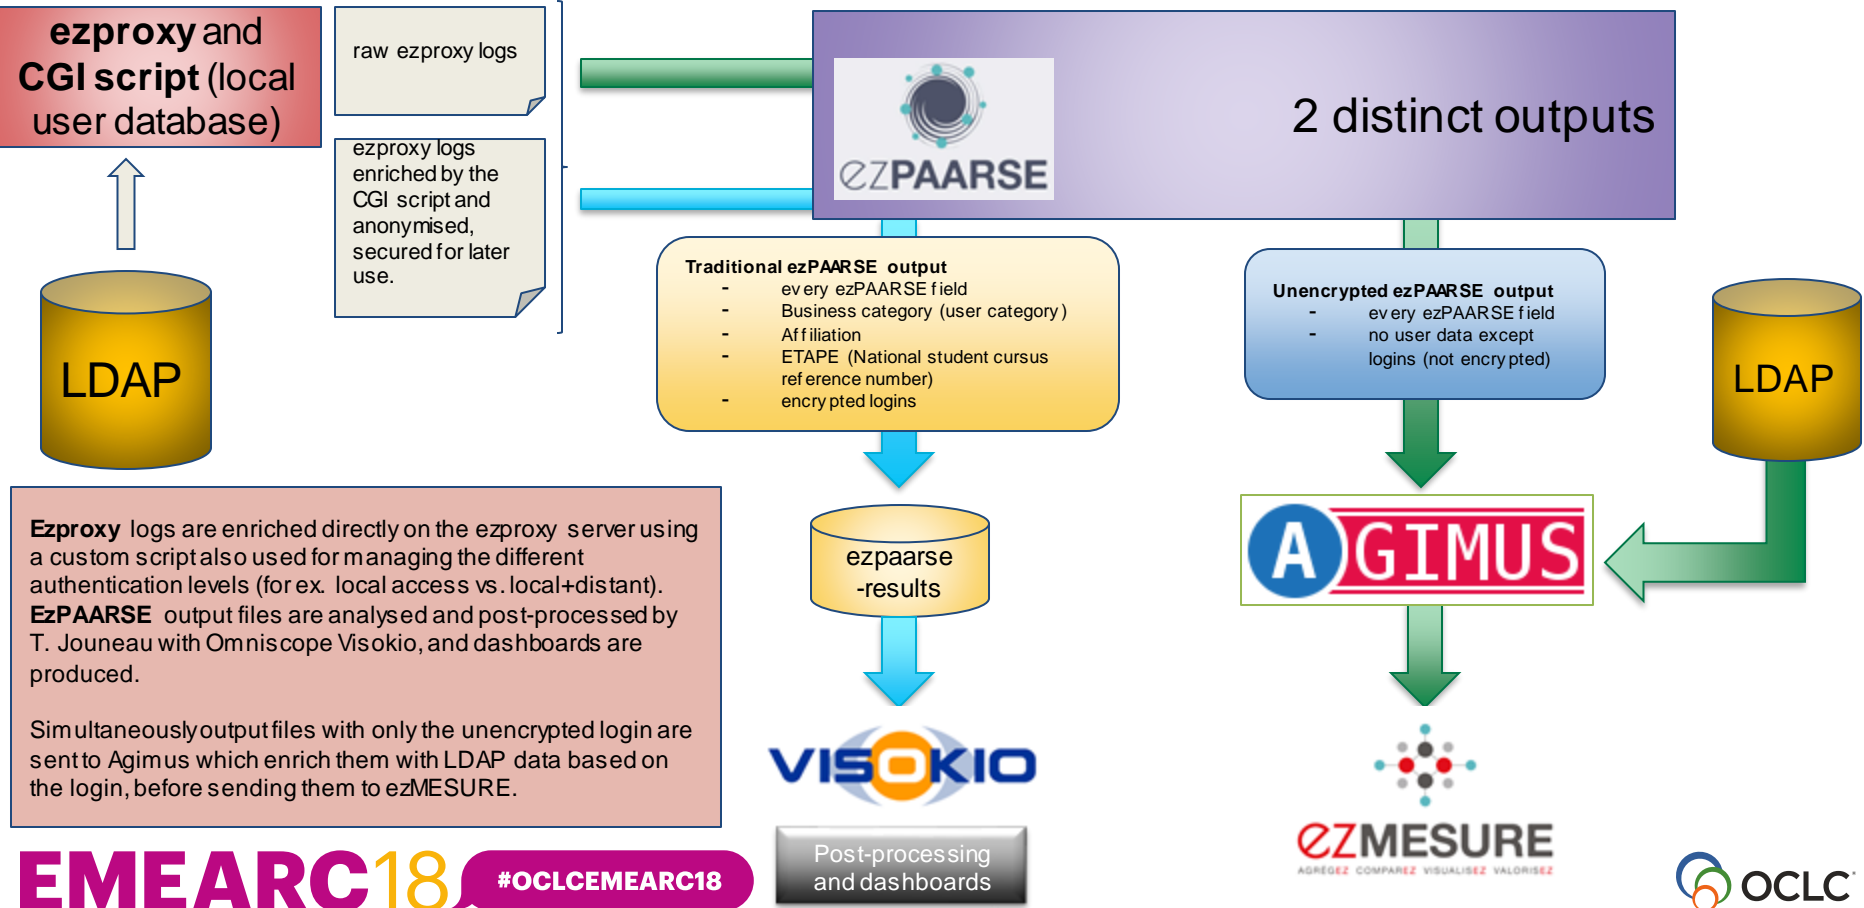 ezproxy and
CGI script (local
user database)
raw ezproxy logs
ezproxy logs
enriched by the
CGI script and
anonymised,
secured for later
use.
LDAP
ezPAARSE
2 distinct outputs
Traditional ezPAARSE output
- every ezPAARSE field
- Business category (user category)
- Affiliation
- ETAPE (National student cursus
reference number)
- encrypted logins
Unencrypted ezPAARSE output
- every ezPAARSE field
- no user data except
logins (not encrypted)
LDAP
Ezproxy logs are enriched directly on the ezproxy server using
a custom script also used for managing the different
authentication levels (for ex. local access vs. local+distant).
EzPAARSE output files are analysed and post-processed by
T. Jouneau with Omniscope Visokio, and dashboards are
produced.
Simultaneously output files with only the unencrypted login are
sent to Agimus which enrich them with LDAP data based on
the login, before sending them to ezMESURE.
ezpaarse
-results
AGIMUS
VISOKIO
Post-processing
and dashboards
ezMESURE
AGRÉGEZ COMPAREZ VISUALISEZ VALORISEZ
EMEARC18
#OCLCEMEARC18
OCLC